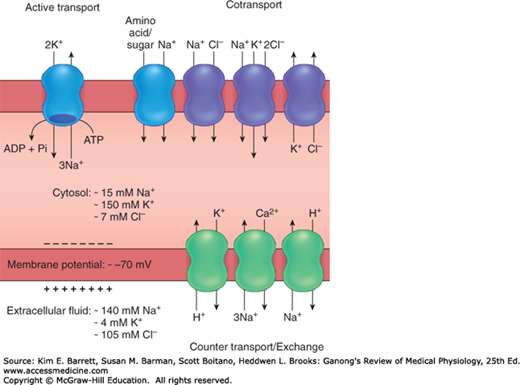 Active transport
Cotransport
2K⁺
Amino
acid/
sugar Na⁺
Na⁺ Cl⁻
Na⁺ K⁺ 2Cl⁻
K⁺ Cl⁻
ADP + Pi
ATP
3Na⁺
Cytosol: - 15 mM Na⁺
- 150 mM K⁺
- 7 mM Cl⁻
– – – – – – – –
Membrane potential: - –70 mV
+ + + + + + + +
Extracellular fluid: - 140 mM Na⁺
- 4 mM K⁺
- 105 mM Cl⁻
K⁺
Ca²⁺
H⁺
H⁺
3Na⁺
Na⁺
Counter transport/Exchange
Source: Kim E. Barrett, Susan M. Barman, Scott Boitano, Heddwen L. Brooks: Ganong's Review of Medical Physiology, 25th Ed.
www.accessmedicine.com
Copyright © McGraw-Hill Education. All rights reserved.